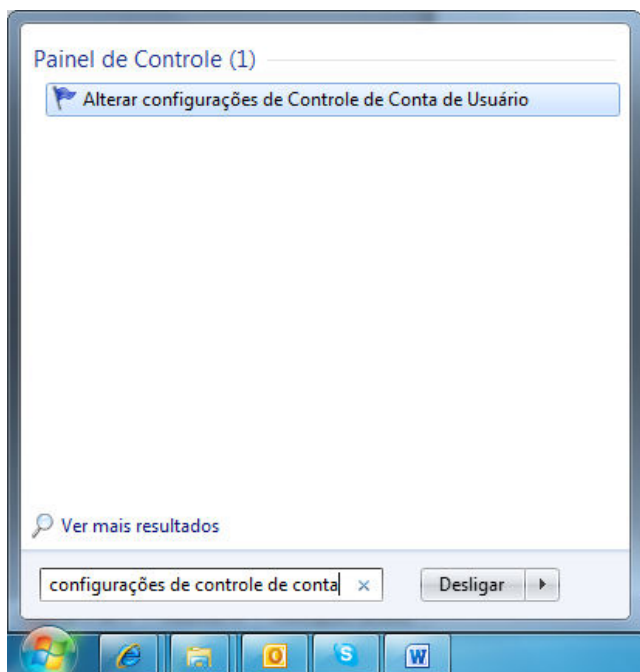 Painel de Controle (1)
Alterar configurações de Controle de Conta de Usuário
Ver mais resultados
configurações de controle de conta
Desligar